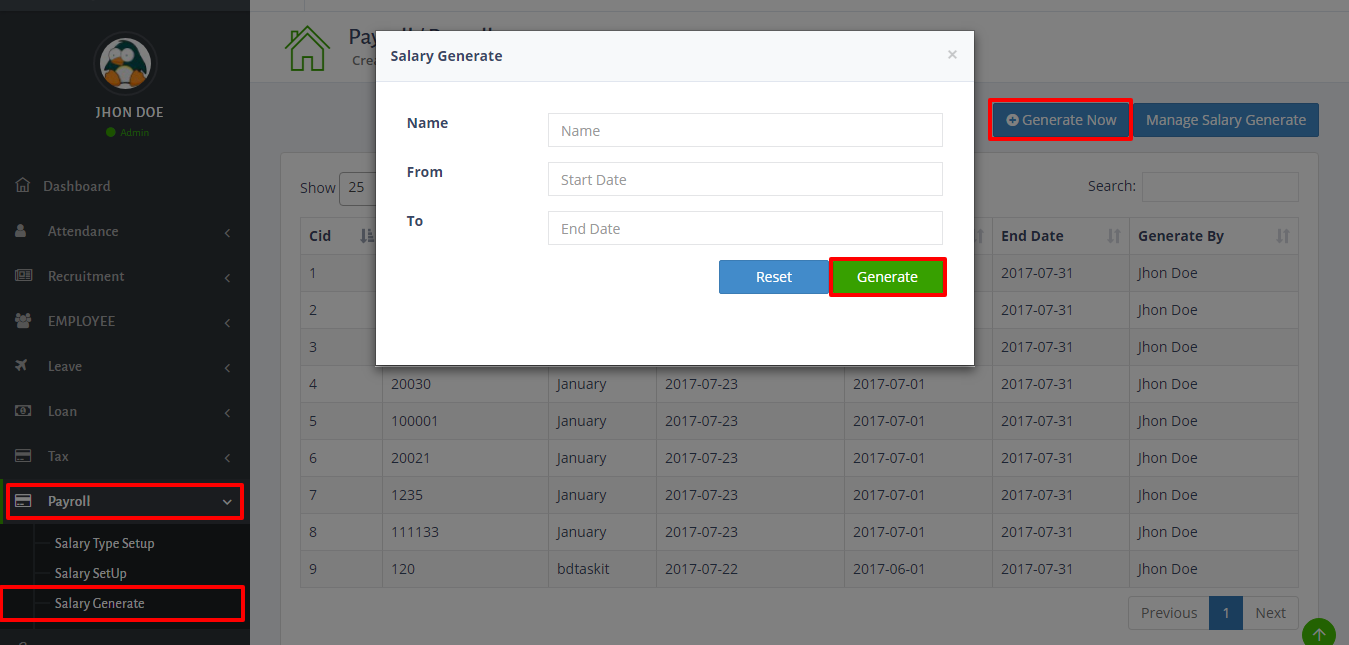 JHON DOE
Admin
Dashboard
Attendance
Recruitment
EMPLOYEE
Leave
Loan
Tax
Payroll
Salary Type Setup
Salary SetUp
Salary Generate
Salary Generate ×
Name Name
From Start Date
To End Date
Reset Generate
Generate Now Manage Salary Generate
Show 25 Search:
Cid End Date Generate By
1 2017-07-31 Jhon Doe
2 2017-07-31 Jhon Doe
3 2017-07-31 Jhon Doe
4 20030 January 2017-07-23 2017-07-01 2017-07-31 Jhon Doe
5 100001 January 2017-07-23 2017-07-01 2017-07-31 Jhon Doe
6 20021 January 2017-07-23 2017-07-01 2017-07-31 Jhon Doe
7 1235 January 2017-07-23 2017-07-01 2017-07-31 Jhon Doe
8 111133 January 2017-07-23 2017-07-01 2017-07-31 Jhon Doe
9 120 bdtaskit 2017-07-22 2017-06-01 2017-07-31 Jhon Doe
Previous 1 Next